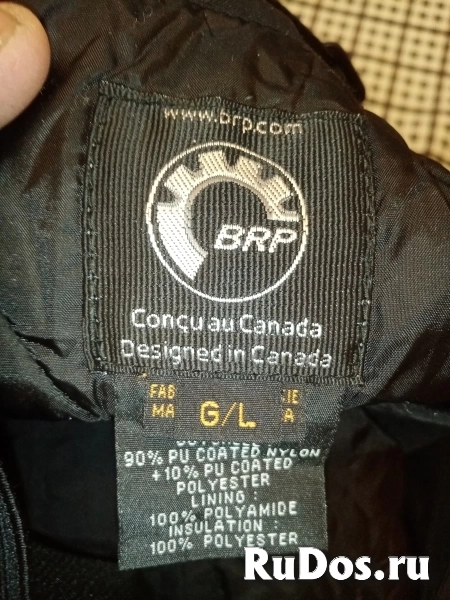 www.brp.com
BRP
Conçu au Canada
Designed in Canada
G/L
90% PU COATED NYLON
+10% PU COATED
POLYESTER
LINING :
100% POLYAMIDE
INSULATION :
100% POLYESTER
RuDos.ru